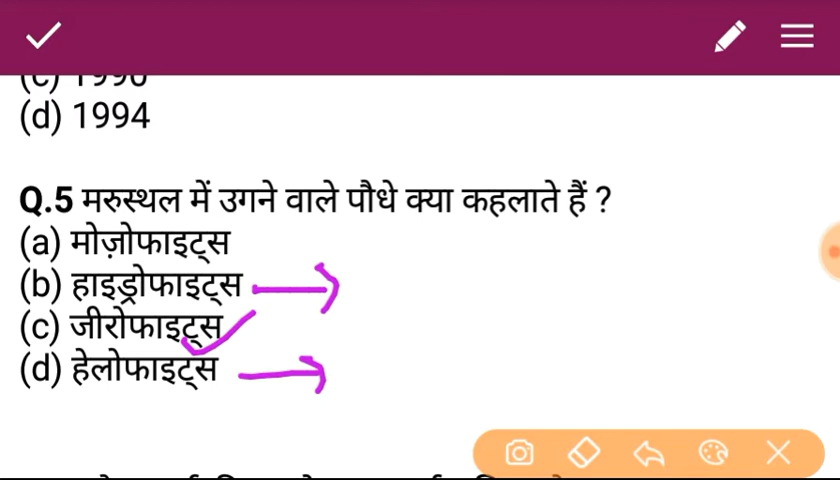 (d) 1994
Q.5 मरुस्थल में उगने वाले पौधे क्या कहलाते हैं ?
(a) मोज़ोफाइट्स
(b) हाइड्रोफाइट्स
(c) जीरोफाइट्स
(d) हेलोफाइट्स